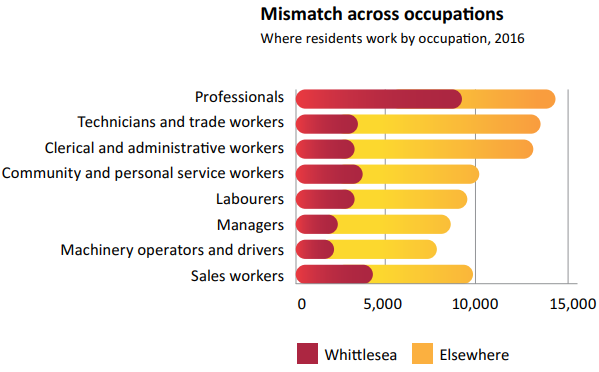 Mismatch across occupations
Where residents work by occupation, 2016
Professionals
Technicians and trade workers
Clerical and administrative workers
Community and personal service workers
Labourers
Managers
Machinery operators and drivers
Sales workers
0 5,000 10,000 15,000
Whittlesea Elsewhere